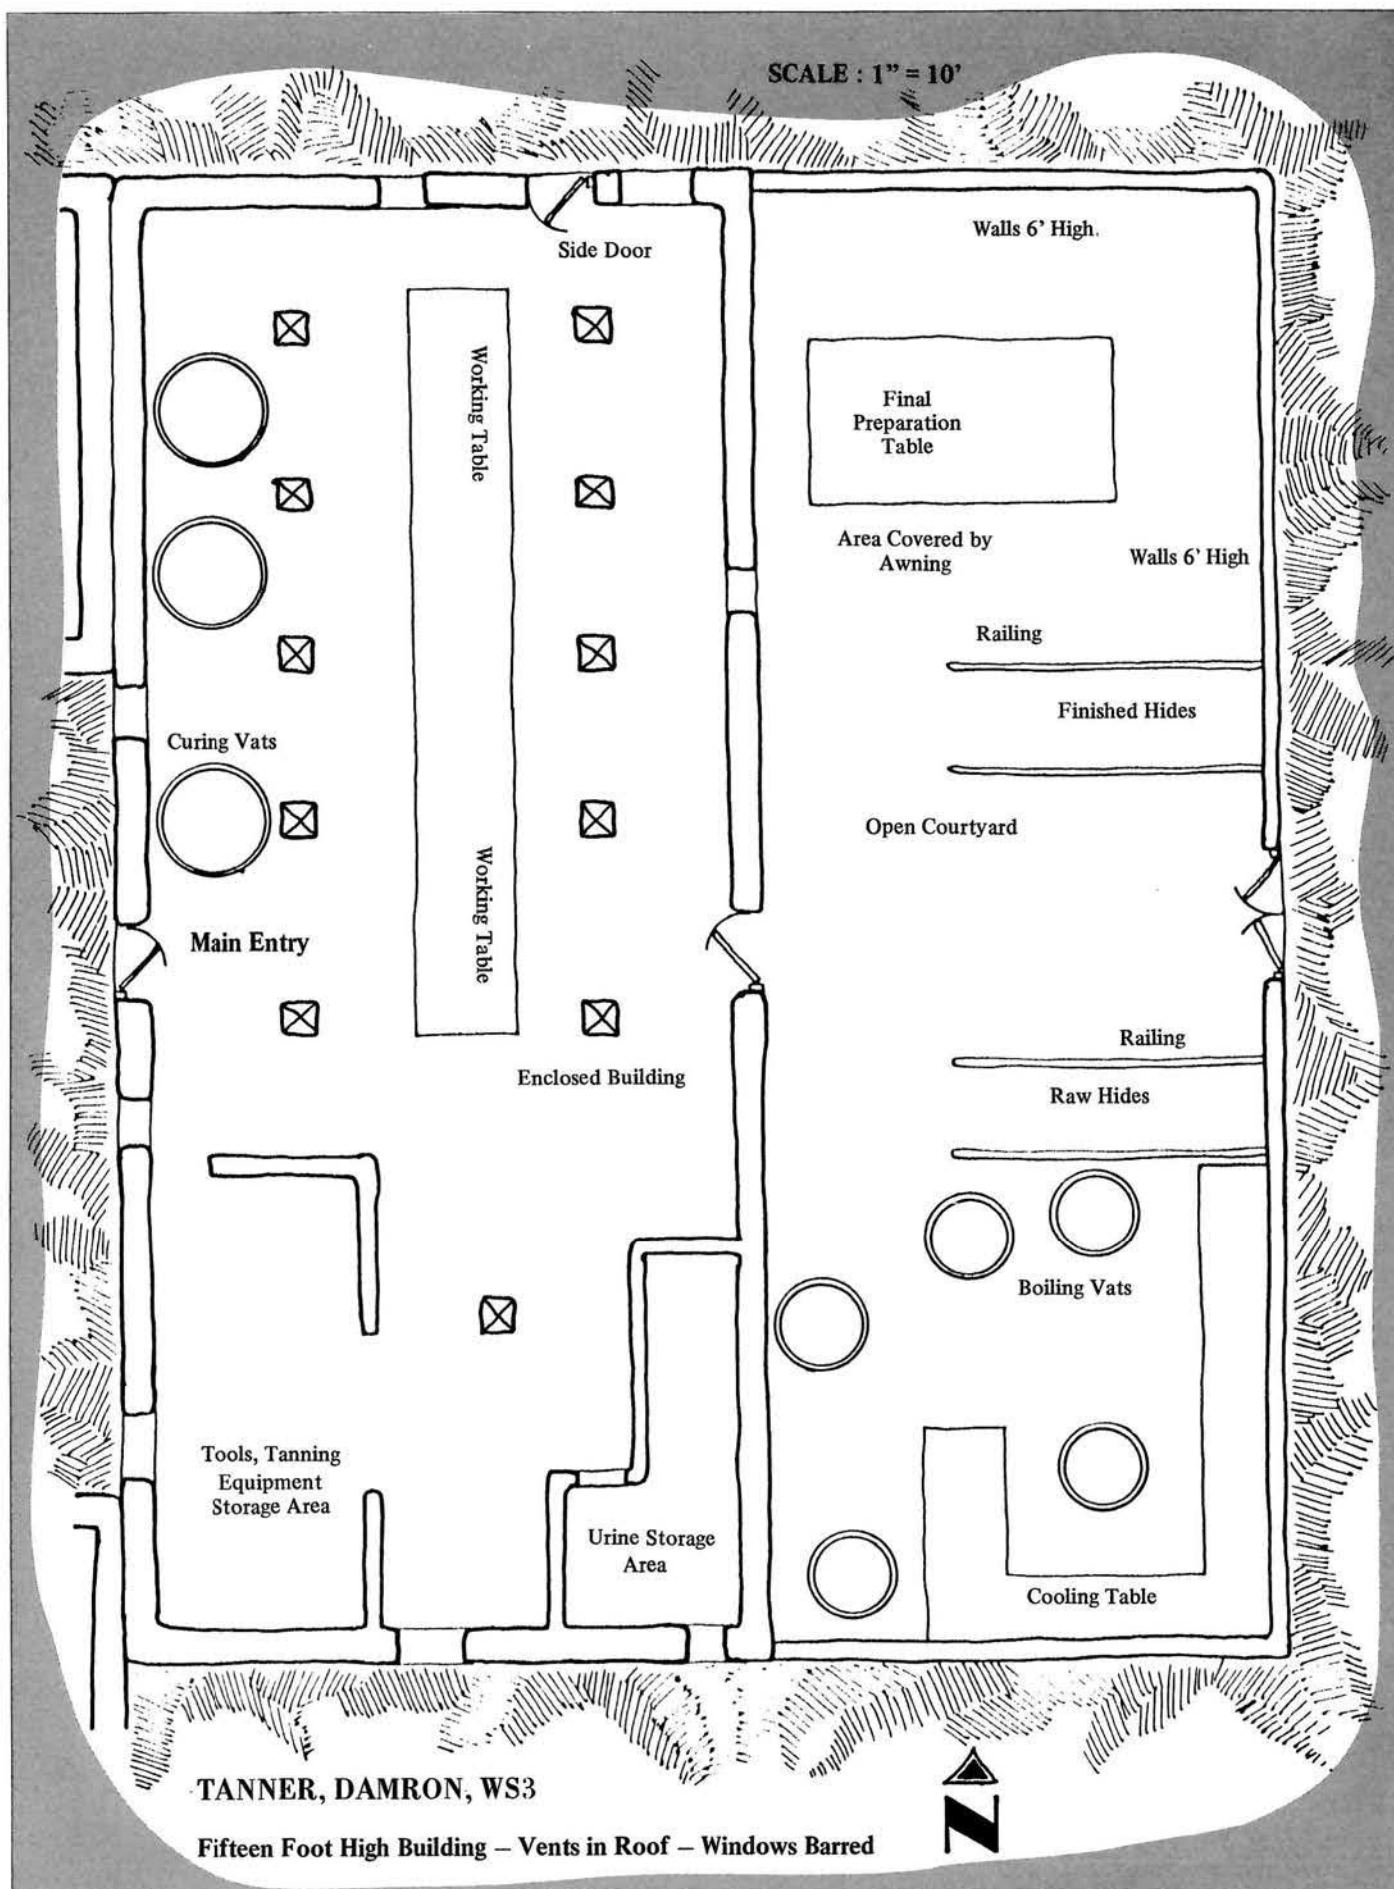 SCALE : 1” = 10’
Side Door
Walls 6’ High.
Working Table
Final
Preparation
Table
Area Covered by
Awning
Walls 6’ High
Railing
Finished Hides
Curing Vats
Open Courtyard
Working Table
Main Entry
Railing
Enclosed Building
Raw Hides
Boiling Vats
Tools, Tanning
Equipment
Storage Area
Urine Storage
Area
Cooling Table
N
TANNER, DAMRON, WS3
Fifteen Foot High Building – Vents in Roof – Windows Barred